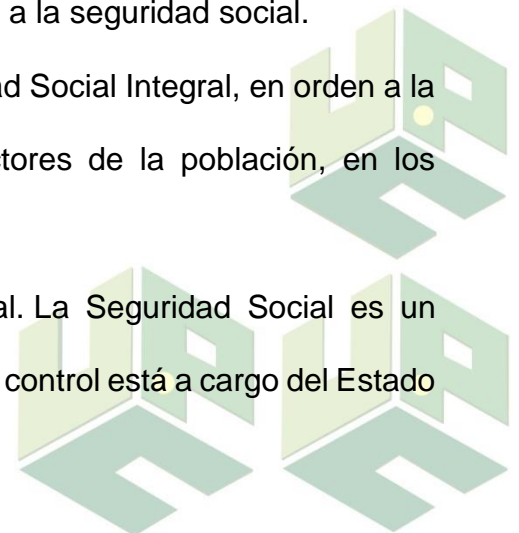 a la seguridad social.
ad Social Integral, en orden a la
ctores de la población, en los
al. La Seguridad Social es un
control está a cargo del Estado